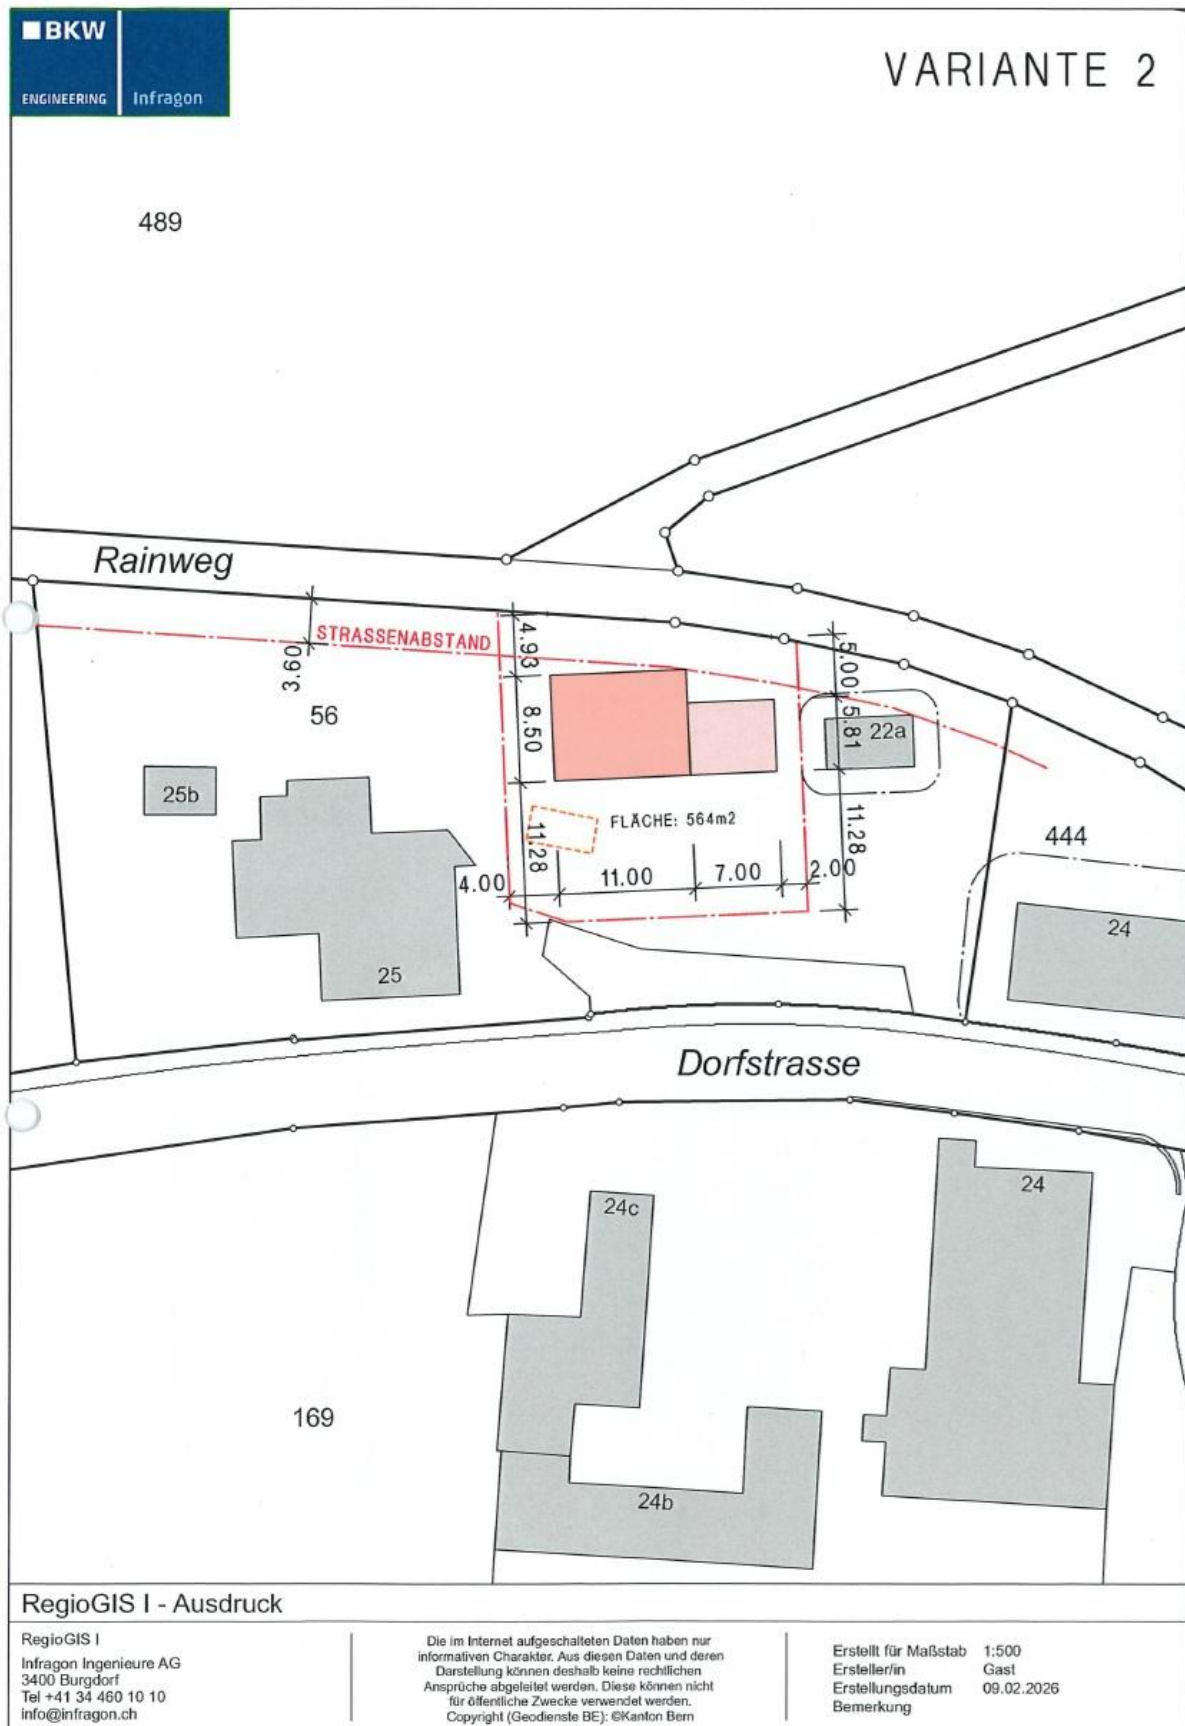 BKW
ENGINEERING
Infragon
VARIANTE 2
489
Rainweg
STRASSENABSTAND
3.60
4.93
5.00
56
8.50
5.81
22a
25b
11.28
FLÄCHE: 564m2
11.28
444
4.00
11.00
7.00
2.00
24
25
Dorfstrasse
24c
24
169
24b
RegioGIS I - Ausdruck
RegioGIS I
Infragon Ingenieure AG
3400 Burgdorf
Tel +41 34 460 10 10
info@infragon.ch
Die im Internet aufgeschalteten Daten haben nur
informativen Charakter. Aus diesen Daten und deren
Darstellung können deshalb keine rechtlichen
Ansprüche abgeleitet werden. Diese können nicht
für öffentliche Zwecke verwendet werden.
Copyright (Geodienste BE): ©Kanton Bern
Erstellt für Maßstab 1:500
Ersteller/in Gast
Erstellungsdatum 09.02.2026
Bemerkung